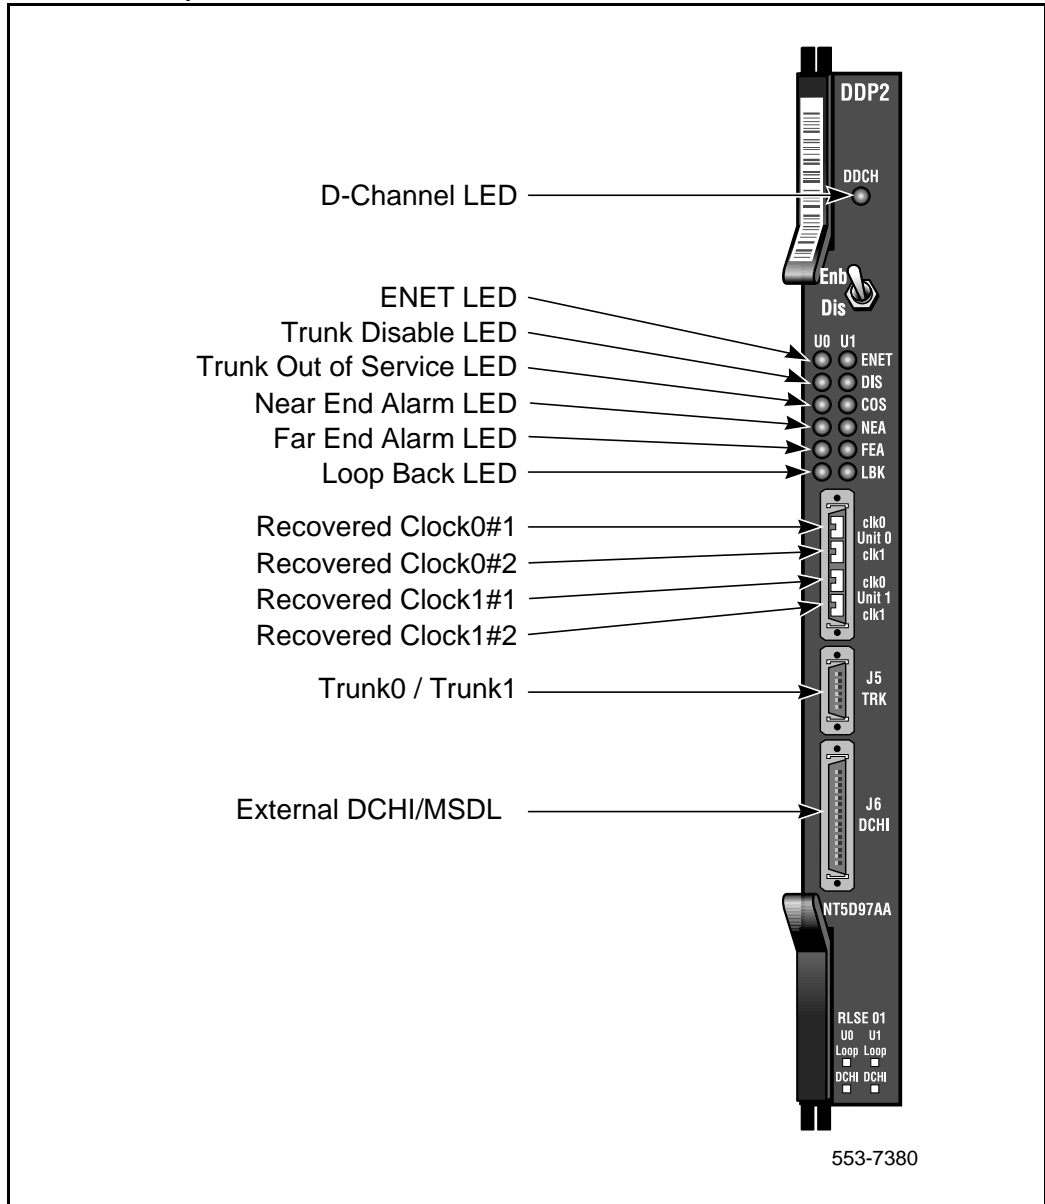 DDP2
DDCH
D-Channel LED
Enb
Dis
ENET LED
Trunk Disable LED
Trunk Out of Service LED
Near End Alarm LED
Far End Alarm LED
Loop Back LED
U0 U1
ENET
DIS
COS
NEA
FEA
LBK
Recovered Clock0#1
Recovered Clock0#2
Recovered Clock1#1
Recovered Clock1#2
clk0
Unit 0
clk1
clk0
Unit 1
clk1
Trunk0 / Trunk1
J5
TRK
External DCHI/MSDL
J6
DCHI
NT5D97AA
RLSE 01
U0 U1
Loop Loop
DCHI DCHI
553-7380